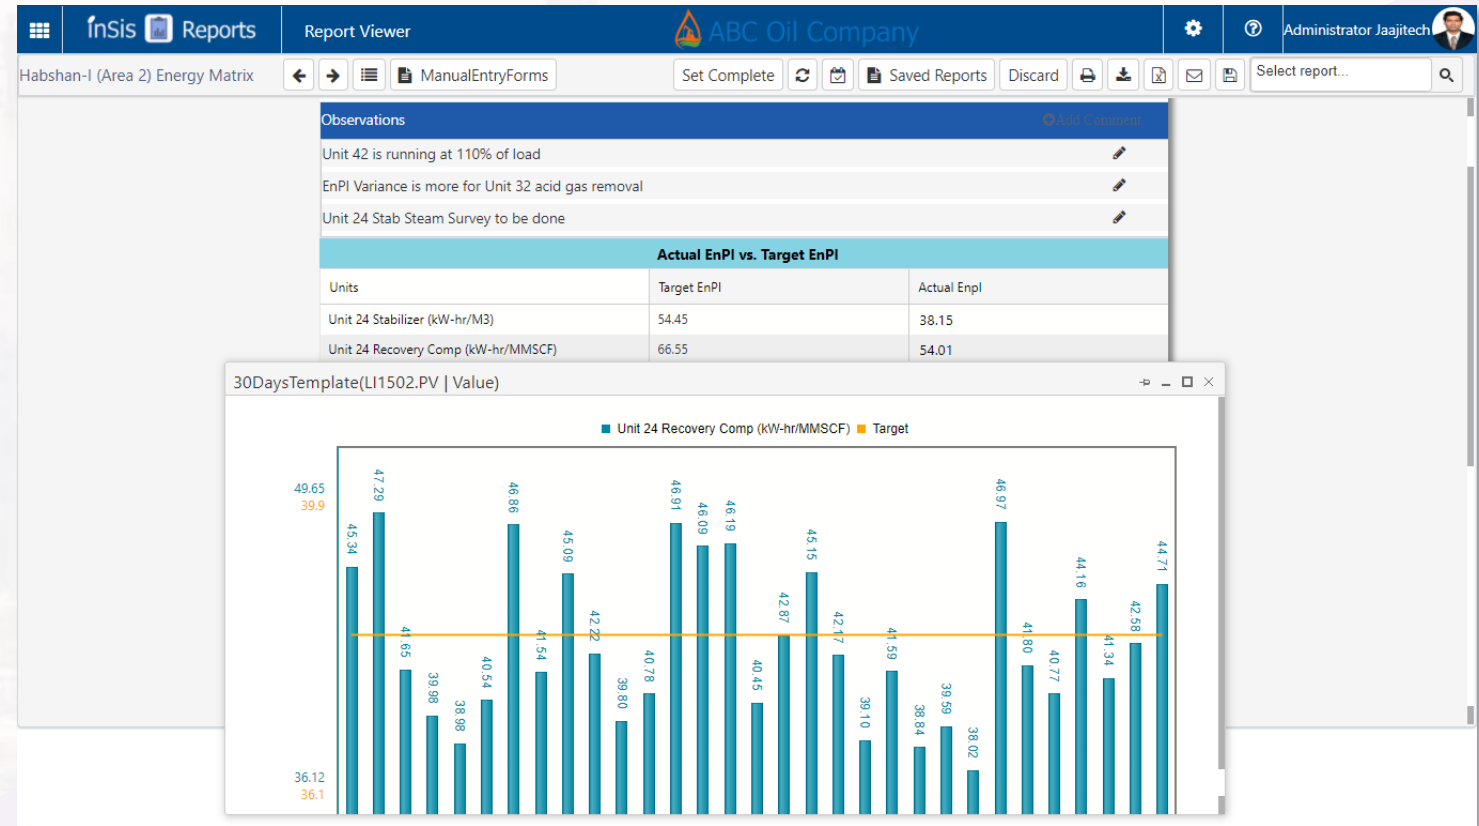 ínSis Reports Report Viewer ABC Oil Company Administrator Jaajitech
Habshan-I (Area 2) Energy Matrix ManualEntryForms Set Complete Saved Reports Discard Select report...
Observations Add Comment
Unit 42 is running at 110% of load
EnPI Variance is more for Unit 32 acid gas removal
Unit 24 Stab Steam Survey to be done
Actual EnPI vs. Target EnPI
Units Target EnPI Actual EnpI
Unit 24 Stabilizer (kW-hr/M3) 54.45 38.15
Unit 24 Recovery Comp (kW-hr/MMSCF) 66.55 54.01
30DaysTemplate(LI1502.PV | Value)
Unit 24 Recovery Comp (kW-hr/MMSCF) Target
49.65
39.9
36.12
36.1
45.34
47.29
41.65
39.98
38.98
40.54
46.86
41.54
45.09
42.22
39.80
40.78
46.91
46.09
46.19
40.45
42.87
45.15
42.17
39.10
41.59
38.84
39.59
38.02
46.97
41.80
40.77
44.16
41.34
42.58
44.71